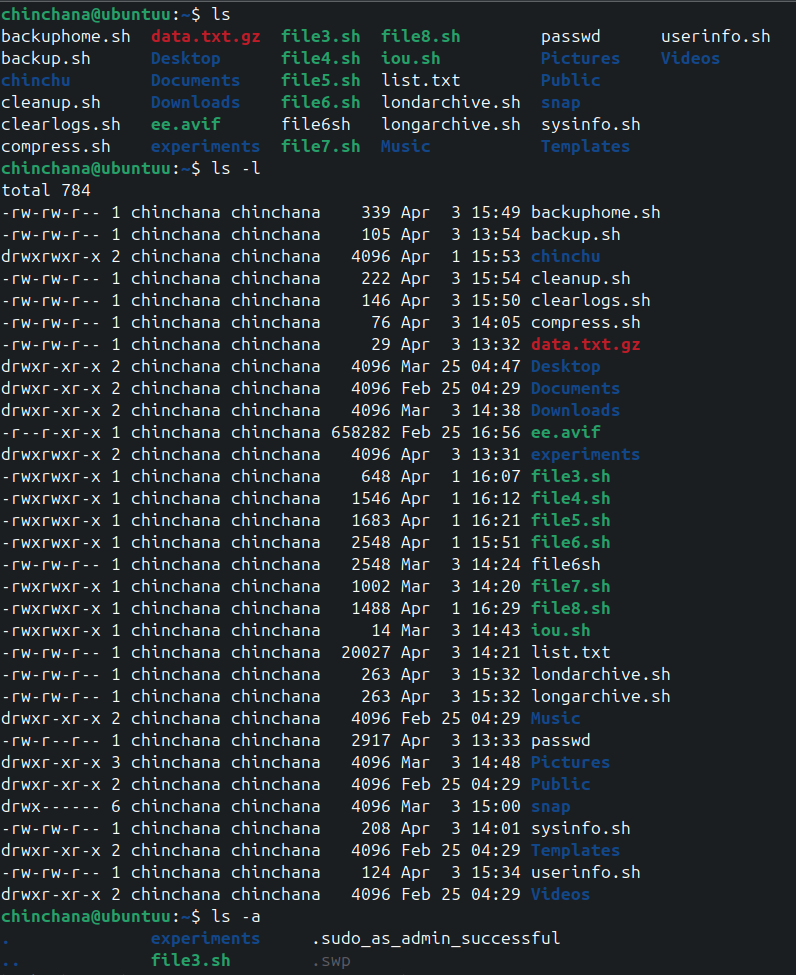 chinchana@ubuntuu:~$ ls
backuphome.sh  data.txt.gz  file3.sh  file8.sh        passwd     userinfo.sh
backup.sh      Desktop      file4.sh  iou.sh          Pictures   Videos
chinchu        Documents    file5.sh  list.txt        Public
cleanup.sh     Downloads    file6.sh  londarchive.sh  snap
clearlogs.sh   ee.avif      file6sh   longarchive.sh  sysinfo.sh
compress.sh    experiments  file7.sh  Music           Templates
chinchana@ubuntuu:~$ ls -l
total 784
-rw-rw-r-- 1 chinchana chinchana    339 Apr  3 15:49 backuphome.sh
-rw-rw-r-- 1 chinchana chinchana    105 Apr  3 13:54 backup.sh
drwxrwxr-x 2 chinchana chinchana   4096 Apr  1 15:53 chinchu
-rw-rw-r-- 1 chinchana chinchana    222 Apr  3 15:54 cleanup.sh
-rw-rw-r-- 1 chinchana chinchana    146 Apr  3 15:50 clearlogs.sh
-rw-rw-r-- 1 chinchana chinchana     76 Apr  3 14:05 compress.sh
-rw-rw-r-- 1 chinchana chinchana     29 Apr  3 13:32 data.txt.gz
drwxr-xr-x 2 chinchana chinchana   4096 Mar 25 04:47 Desktop
drwxr-xr-x 2 chinchana chinchana   4096 Feb 25 04:29 Documents
drwxr-xr-x 2 chinchana chinchana   4096 Mar  3 14:38 Downloads
-r--r-xr-x 1 chinchana chinchana 658282 Feb 25 16:56 ee.avif
drwxrwxr-x 2 chinchana chinchana   4096 Apr  3 13:31 experiments
-rwxrwxr-x 1 chinchana chinchana    648 Apr  1 16:07 file3.sh
-rwxrwxr-x 1 chinchana chinchana   1546 Apr  1 16:12 file4.sh
-rwxrwxr-x 1 chinchana chinchana   1683 Apr  1 16:21 file5.sh
-rwxrwxr-x 1 chinchana chinchana   2548 Apr  1 15:51 file6.sh
-rw-rw-r-- 1 chinchana chinchana   2548 Mar  3 14:24 file6sh
-rwxrwxr-x 1 chinchana chinchana   1002 Mar  3 14:20 file7.sh
-rwxrwxr-x 1 chinchana chinchana   1488 Apr  1 16:29 file8.sh
-rwxrwxr-x 1 chinchana chinchana     14 Mar  3 14:43 iou.sh
-rw-rw-r-- 1 chinchana chinchana  20027 Apr  3 14:21 list.txt
-rw-rw-r-- 1 chinchana chinchana    263 Apr  3 15:32 londarchive.sh
-rw-rw-r-- 1 chinchana chinchana    263 Apr  3 15:32 longarchive.sh
drwxr-xr-x 2 chinchana chinchana   4096 Feb 25 04:29 Music
-rw-r--r-- 1 chinchana chinchana   2917 Apr  3 13:33 passwd
drwxr-xr-x 3 chinchana chinchana   4096 Mar  3 14:48 Pictures
drwxr-xr-x 2 chinchana chinchana   4096 Feb 25 04:29 Public
drwx------ 6 chinchana chinchana   4096 Mar  3 15:00 snap
-rw-rw-r-- 1 chinchana chinchana    208 Apr  3 14:01 sysinfo.sh
drwxr-xr-x 2 chinchana chinchana   4096 Feb 25 04:29 Templates
-rw-rw-r-- 1 chinchana chinchana    124 Apr  3 15:34 userinfo.sh
drwxr-xr-x 2 chinchana chinchana   4096 Feb 25 04:29 Videos
chinchana@ubuntuu:~$ ls -a
.              experiments     .sudo_as_admin_successful
..             file3.sh        .swp